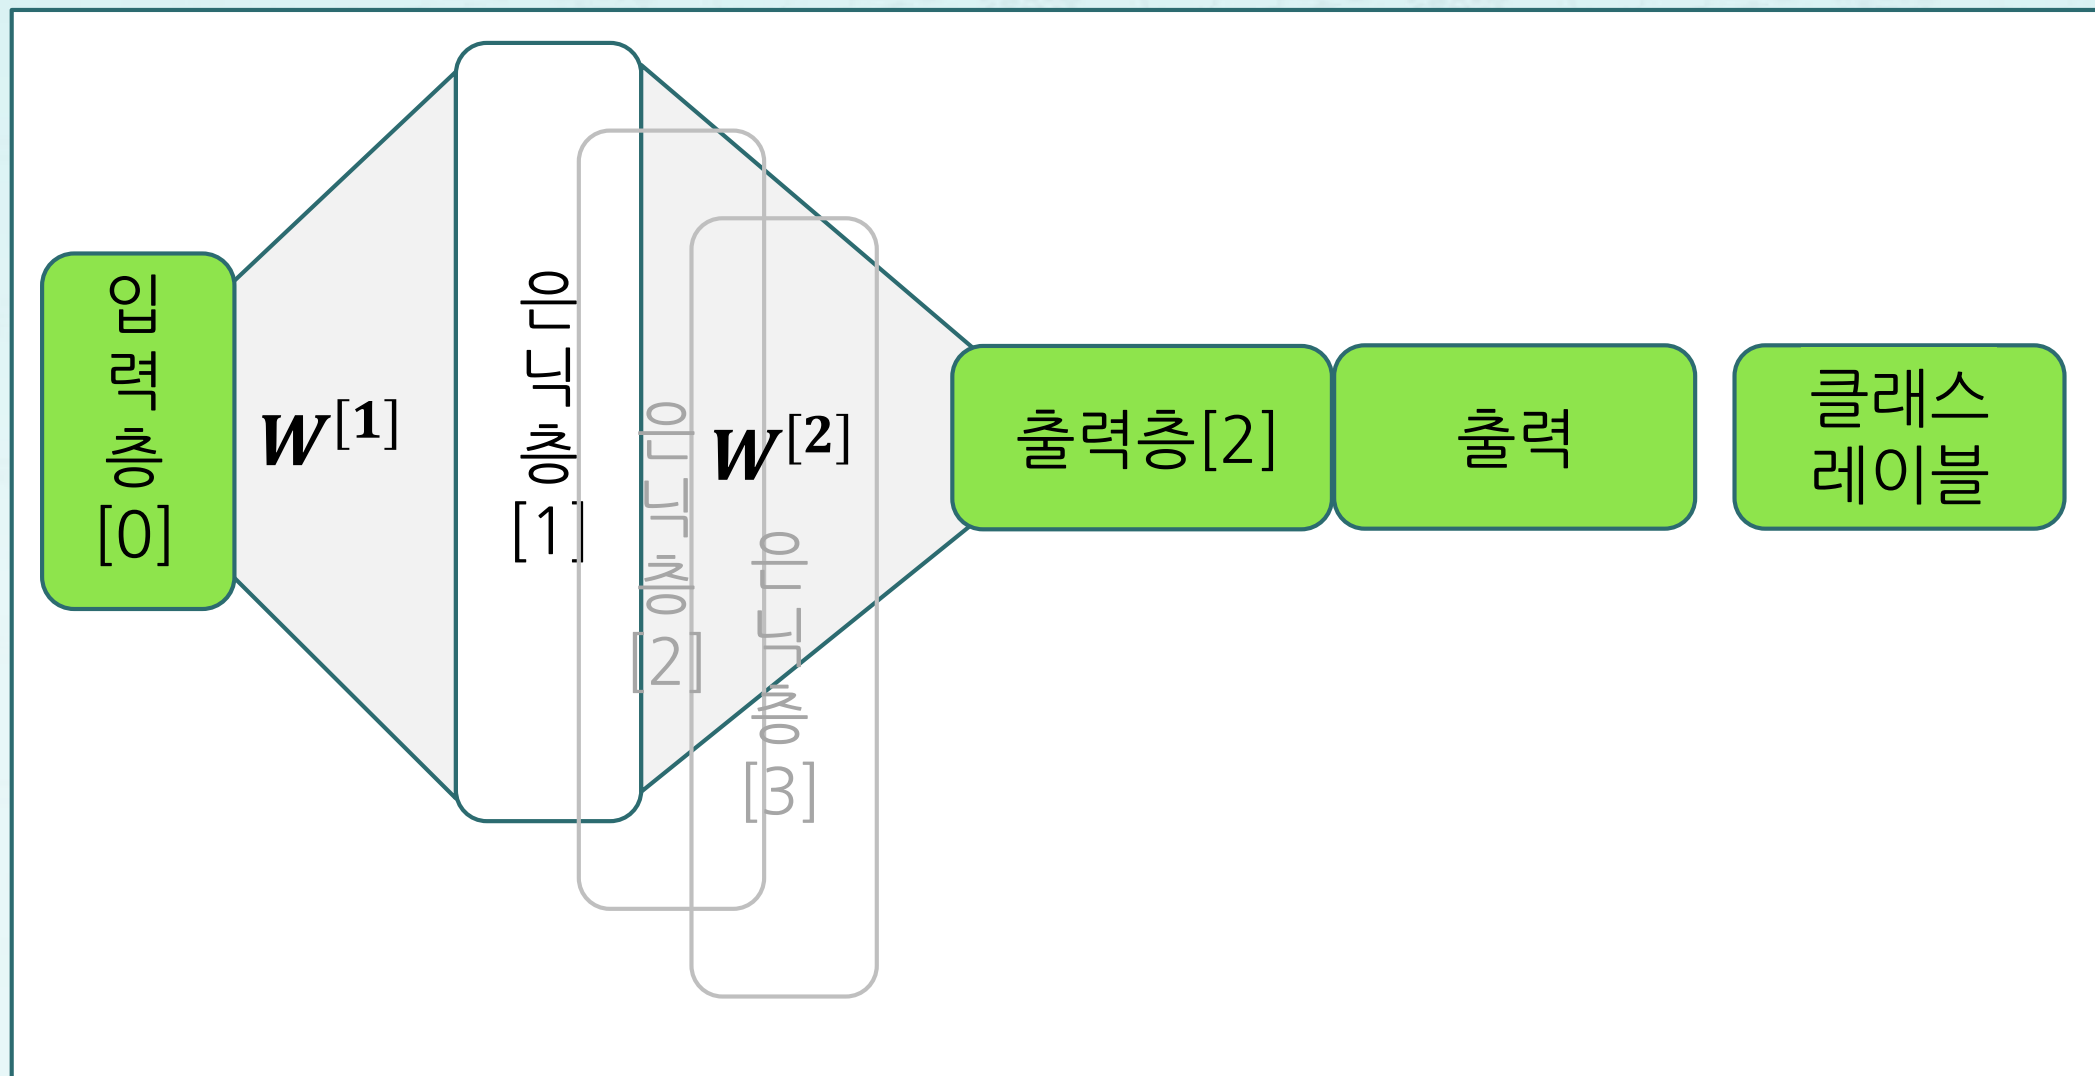 입
력
층
[0]
W[1]
은
닉
층
[1]
은
닉
층
[2]
W[2]
은
닉
층
[3]
출력층[2]
출력
클래스
레이블